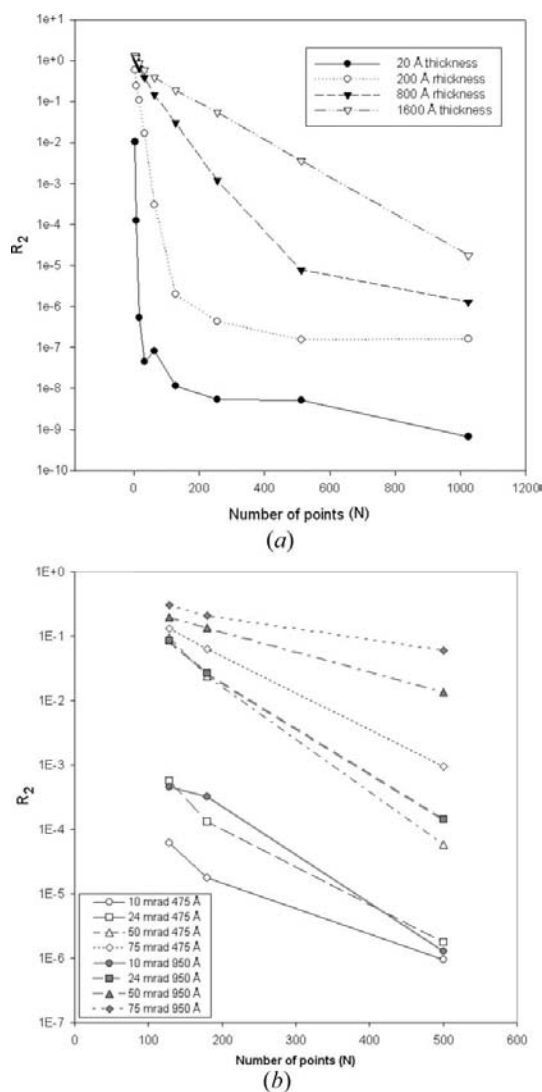 1e+1
1e+0
1e-1
1e-2
1e-3
1e-4
1e-5
1e-6
1e-7
1e-8
1e-9
1e-10
R2
20 Å thickness
200 Å rhickness
800 Å rhickness
1600 Å thickness
0 200 400 600 800 1000 1200
Number of points (N)
(a)
1E+0
1E-1
1E-2
1E-3
1E-4
1E-5
1E-6
1E-7
R2
10 mrad 475 Å
24 mrad 475 Å
50 mrad 475 Å
75 mrad 475 Å
10 mrad 950 Å
24 mrad 950 Å
50 mrad 950 Å
75 mrad 950 Å
0 100 200 300 400 500 600
Number of points (N)
(b)